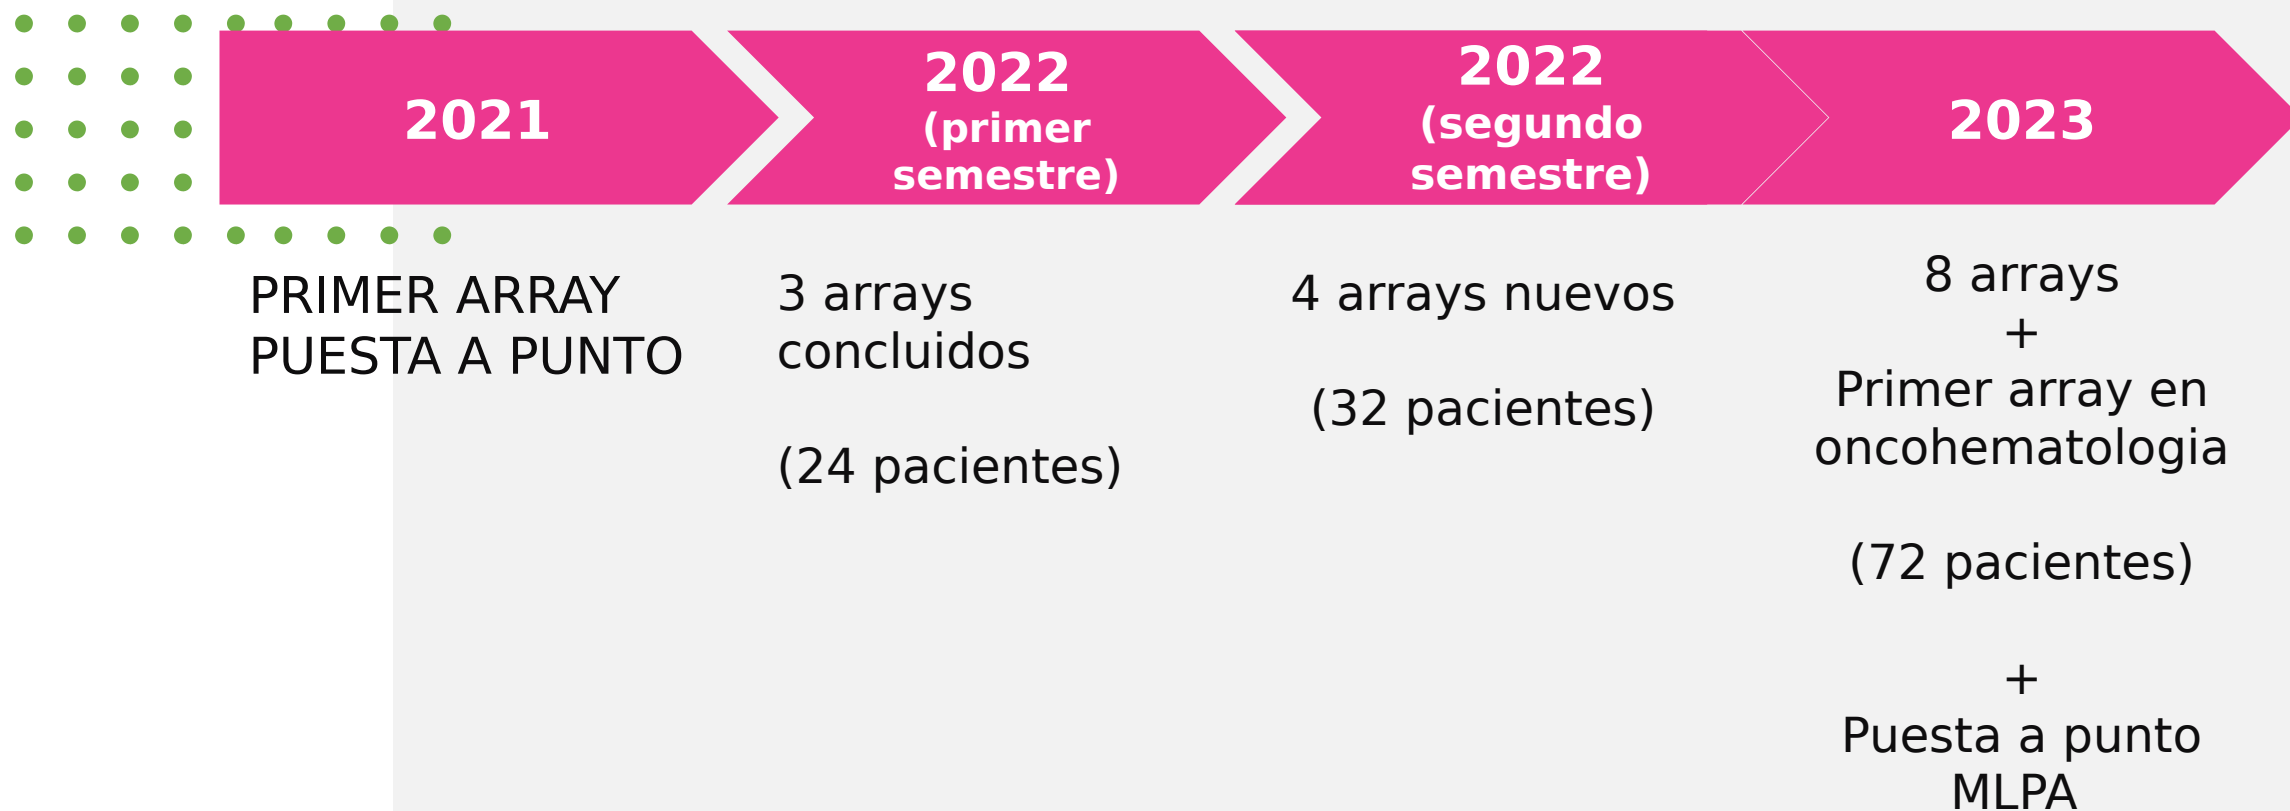 2021
PRIMER ARRAY
PUESTA A PUNTO
2022
(primer
semestre)
3 arrays
concluidos
(24 pacientes)
2022
(segundo
semestre)
4 arrays nuevos
(32 pacientes)
2023
8 arrays
+
Primer array en
oncohematologia
(72 pacientes)
+
Puesta a punto
MLPA